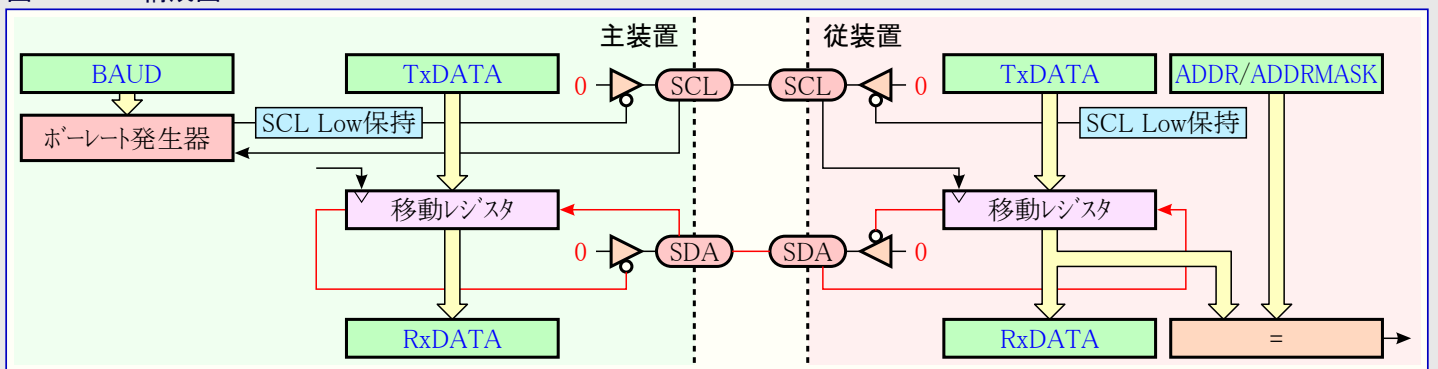 主装置 従装置
BAUD TxDATA TxDATA ADDR/ADDRMASK
0 SCL SCL 0
ボーレート発生器 SCL Low保持 SCL Low保持
移動レジスタ 移動レジスタ
0 SDA SDA 0
RxDATA RxDATA =